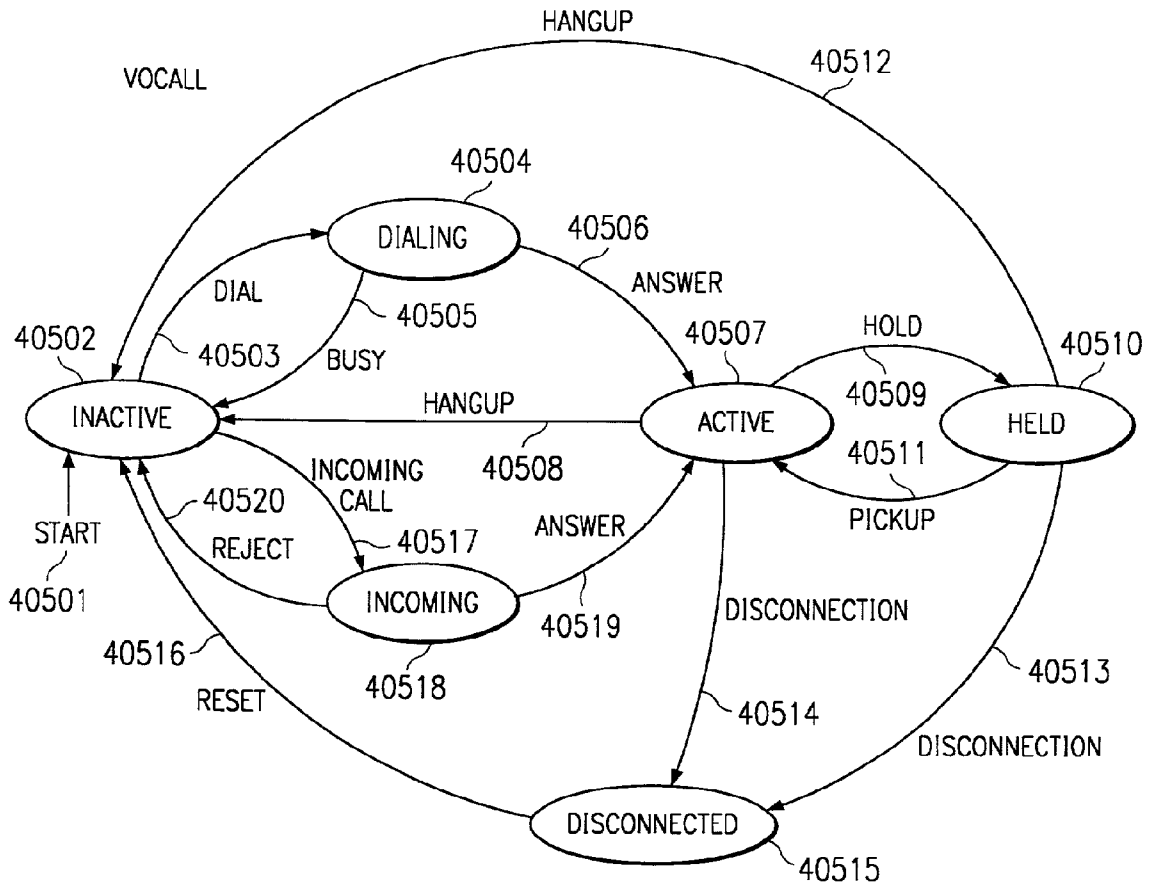 HANGUP
40512
VOCALL
40504
DIALING
40506
ANSWER
DIAL
40505
40507
HOLD
40502
40503
BUSY
40510
40509
INACTIVE
HANGUP
ACTIVE
HELD
40508
40511
INCOMING
CALL
40520
ANSWER
PICKUP
START
REJECT
40517
40501
INCOMING
40519
DISCONNECTION
40516
40518
40513
RESET
40514
DISCONNECTION
DISCONNECTED
40515